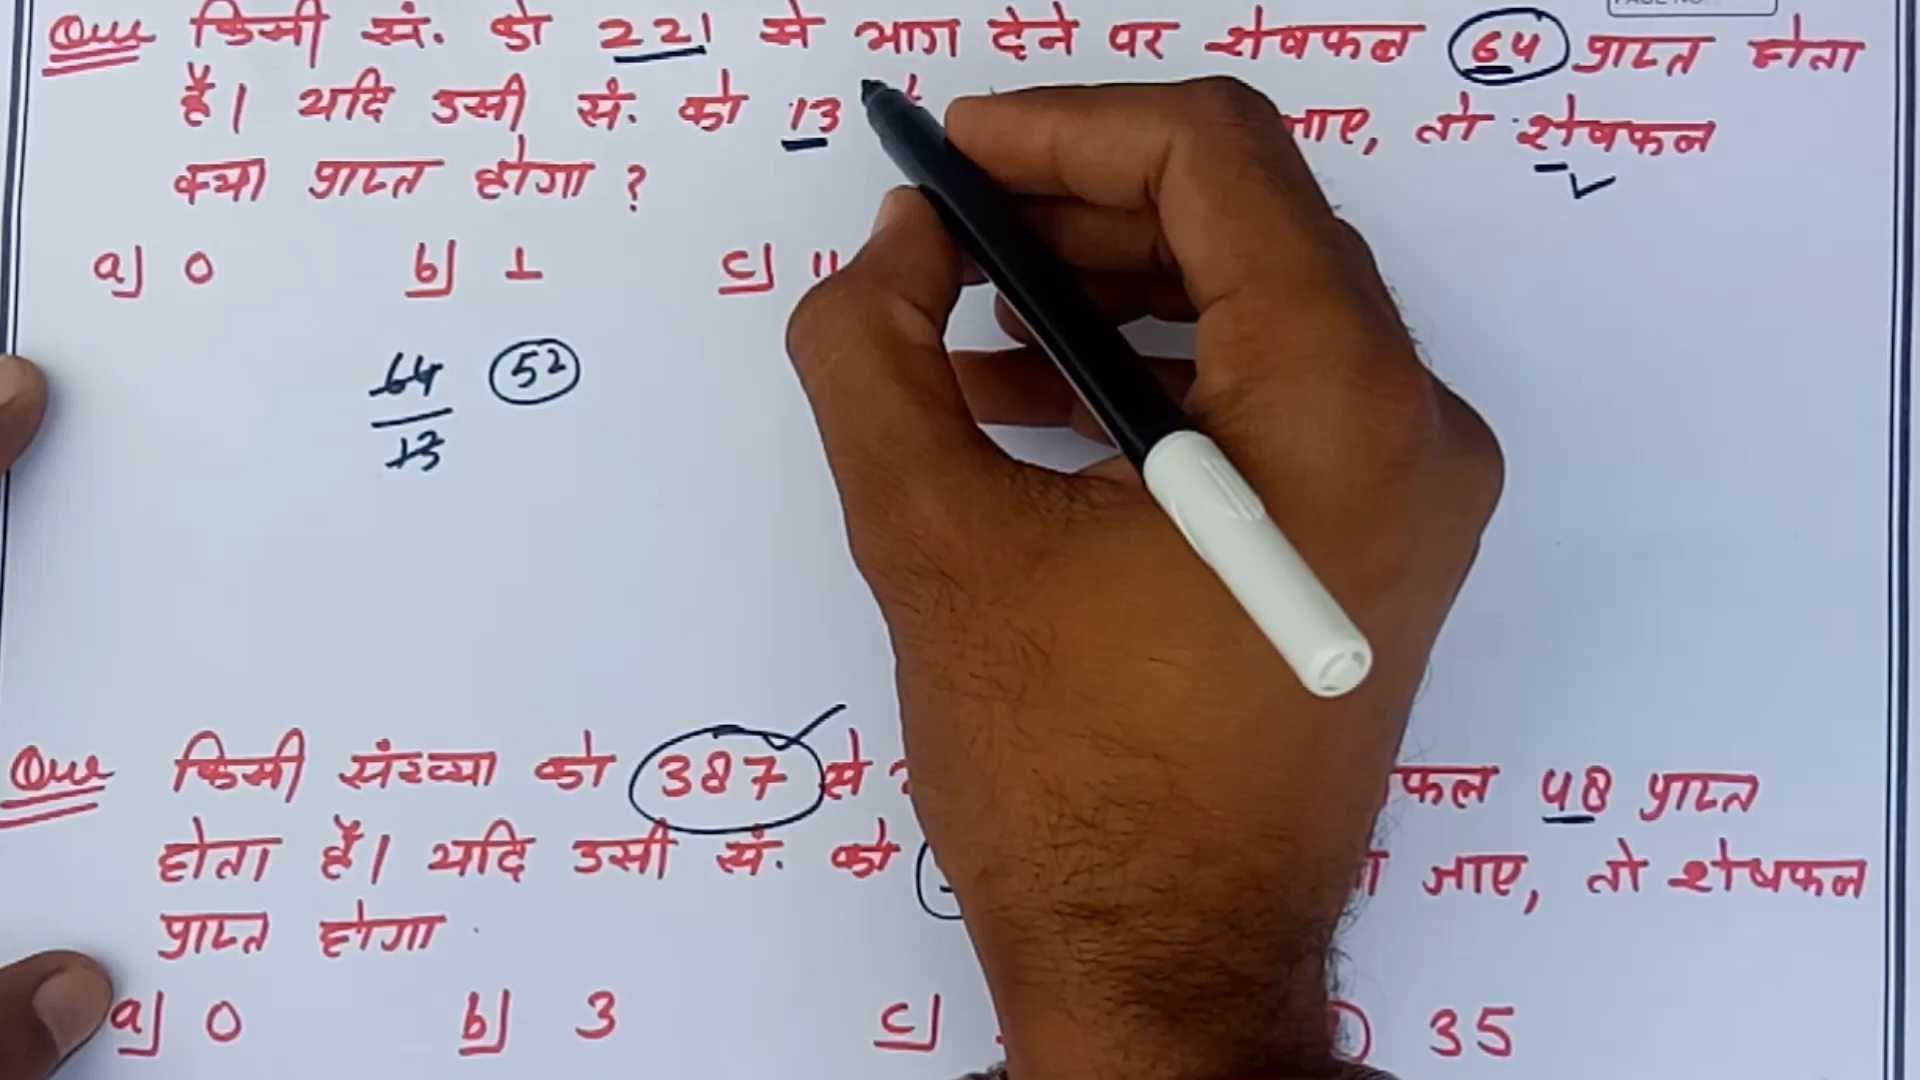 Que किसी सं. को 221 से भाग देने पर शेषफल 64 प्राप्त होता
है। यदि उसी सं. को 13 जाए, तो शेषफल
क्या प्राप्त होगा ?
a) 0 b) 1 c) 11
64 52
13
Que किसी संख्या को 387 से फल 48 प्राप्त
होता है। यदि उसी सं. को जाए, तो शेषफल
प्राप्त होगा
a) 0 b) 3 c) 35